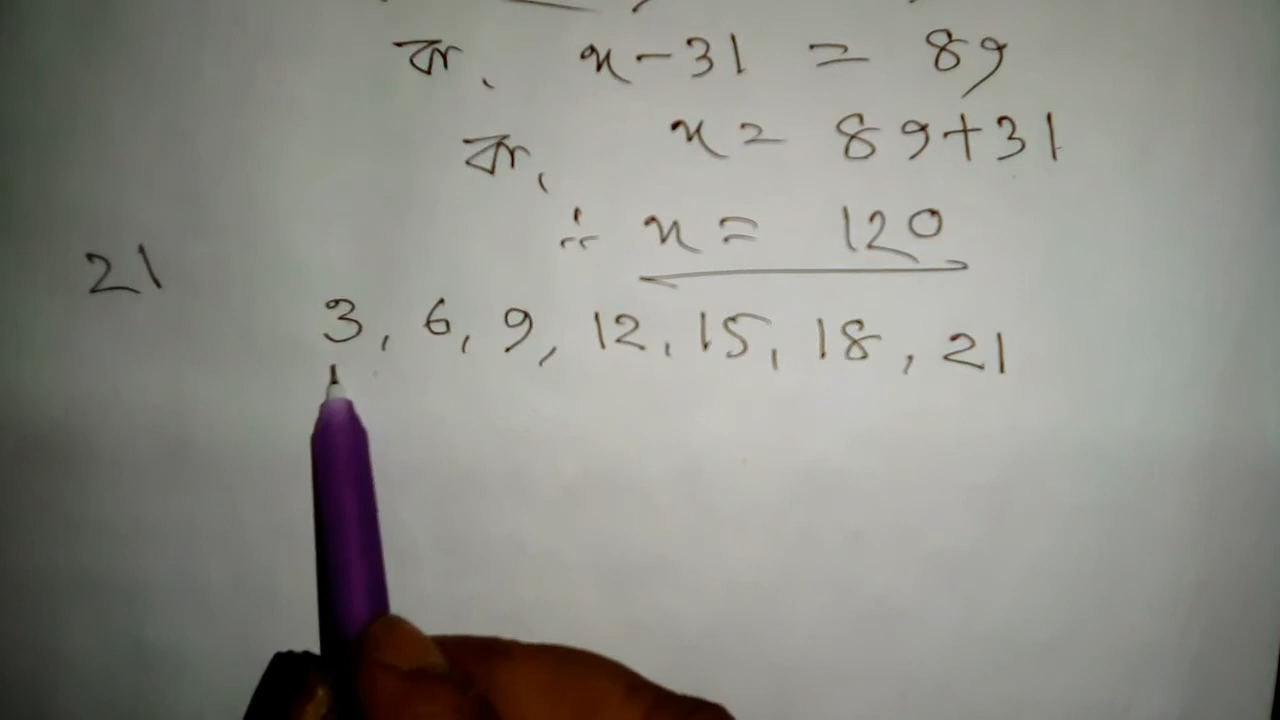 বা, x-31 = 89
বা, x= 89+31
∴ x= 120
21
3, 6, 9, 12, 15, 18, 21